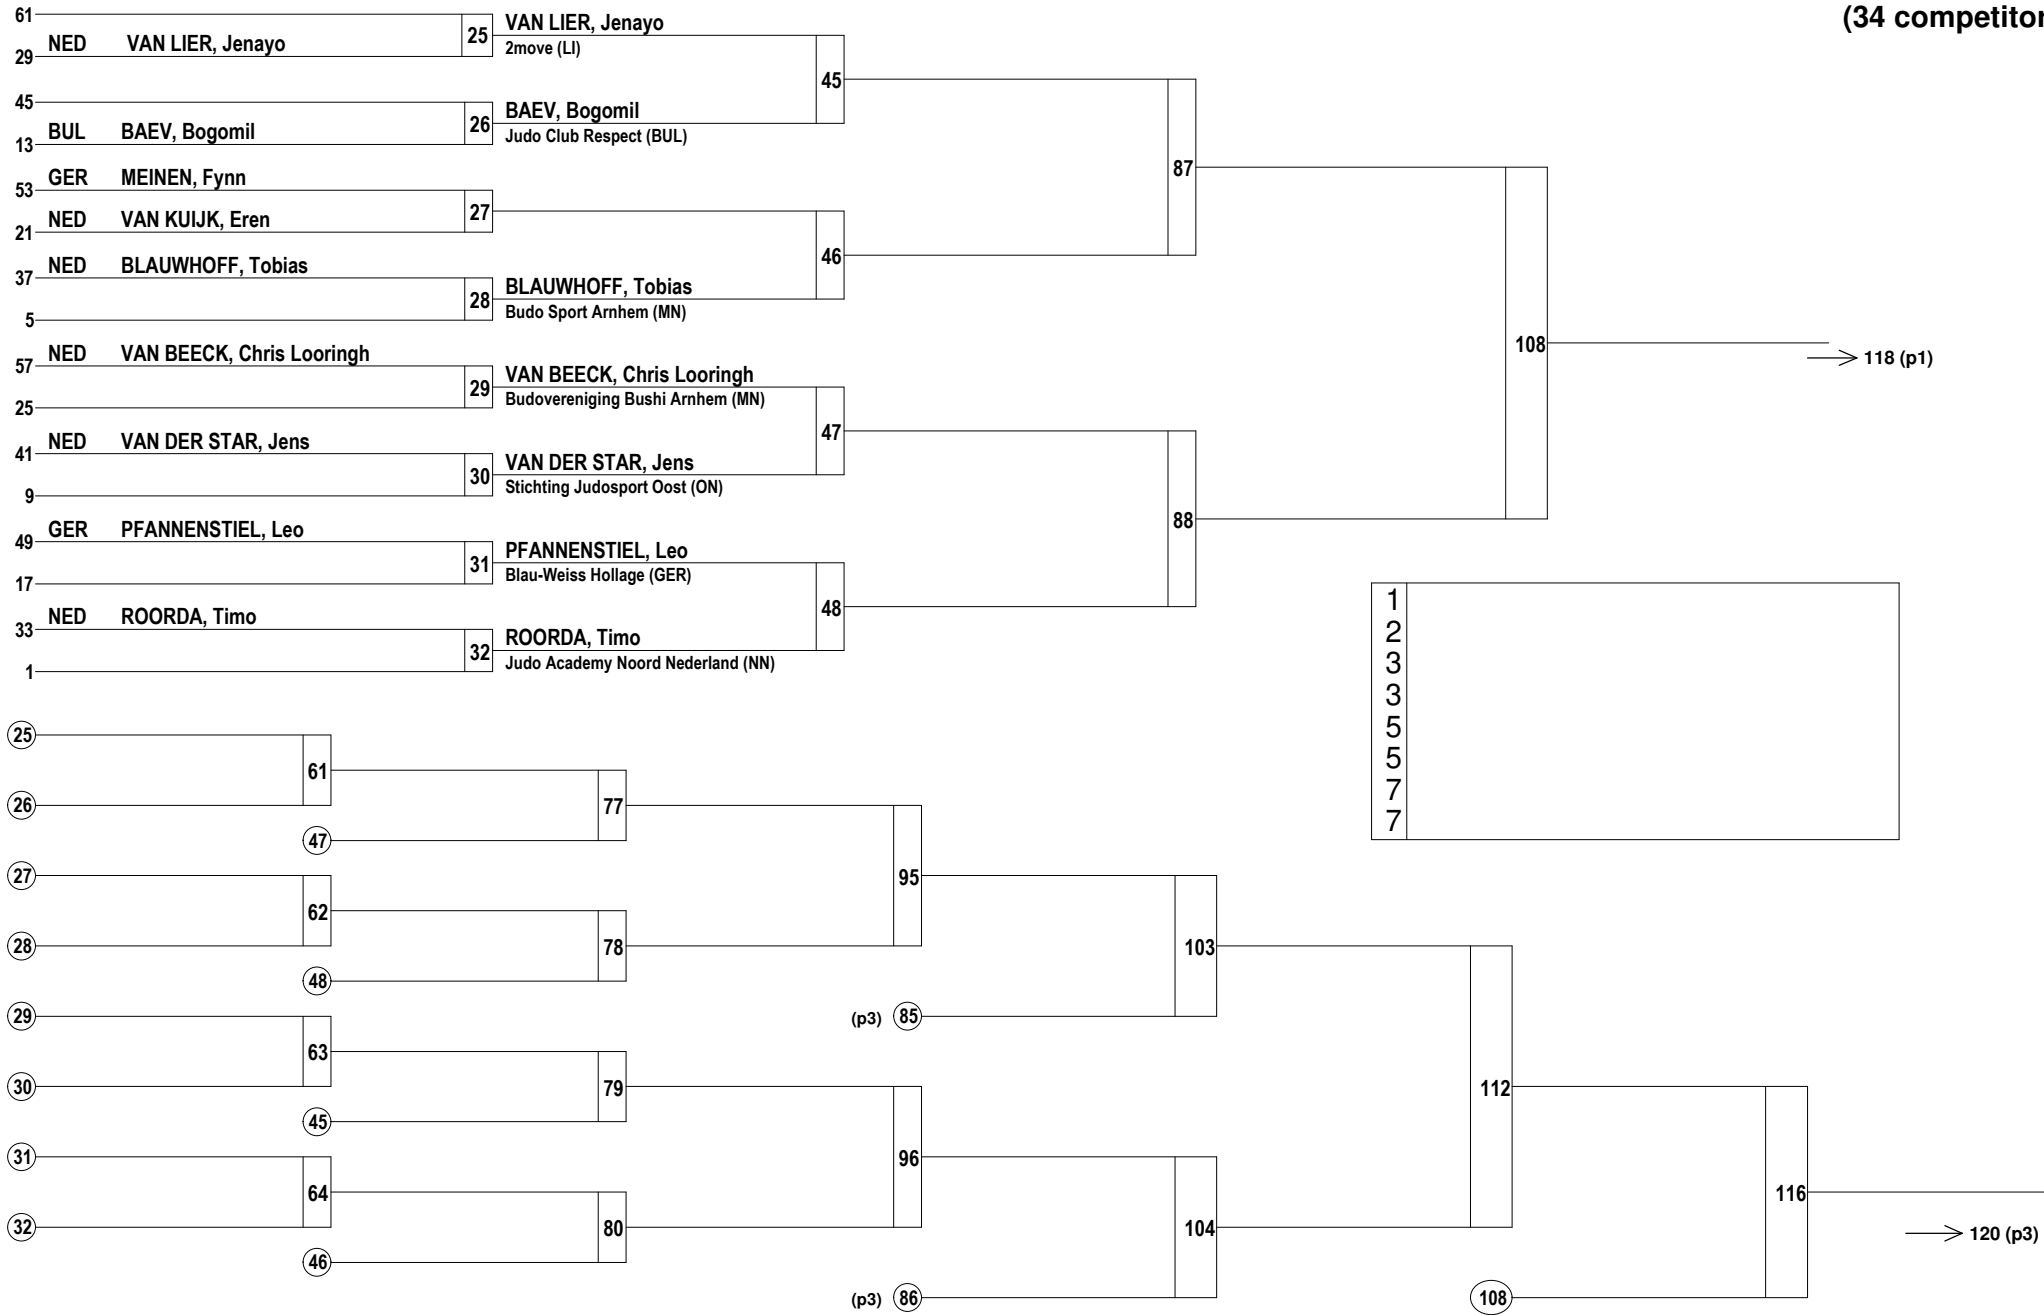 (34 competitor
61
NED VAN LIER, Jenayo
29
25
VAN LIER, Jenayo
2move (LI)
45
45
BUL BAEV, Bogomil
13
26
BAEV, Bogomil
Judo Club Respect (BUL)
87
53 GER MEINEN, Fynn
27
21 NED VAN KUIJK, Eren
46
37 NED BLAUWHOFF, Tobias
28
5
BLAUWHOFF, Tobias
Budo Sport Arnhem (MN)
108
118 (p1)
57 NED VAN BEECK, Chris Looringh
29
25
VAN BEECK, Chris Looringh
Budovereniging Bushi Arnhem (MN)
47
41 NED VAN DER STAR, Jens
30
9
VAN DER STAR, Jens
Stichting Judosport Oost (ON)
88
49 GER PFANNENSTIEL, Leo
31
17
PFANNENSTIEL, Leo
Blau-Weiss Hollage (GER)
48
33 NED ROORDA, Timo
32
1
ROORDA, Timo
Judo Academy Noord Nederland (NN)
1
2
3
3
5
5
7
7
25
61
26
77
47
95
27
62
28
78
48
103
(p3) 85
29
63
30
79
45
112
96
31
64
32
80
46
104
(p3) 86
116
108
120 (p3)